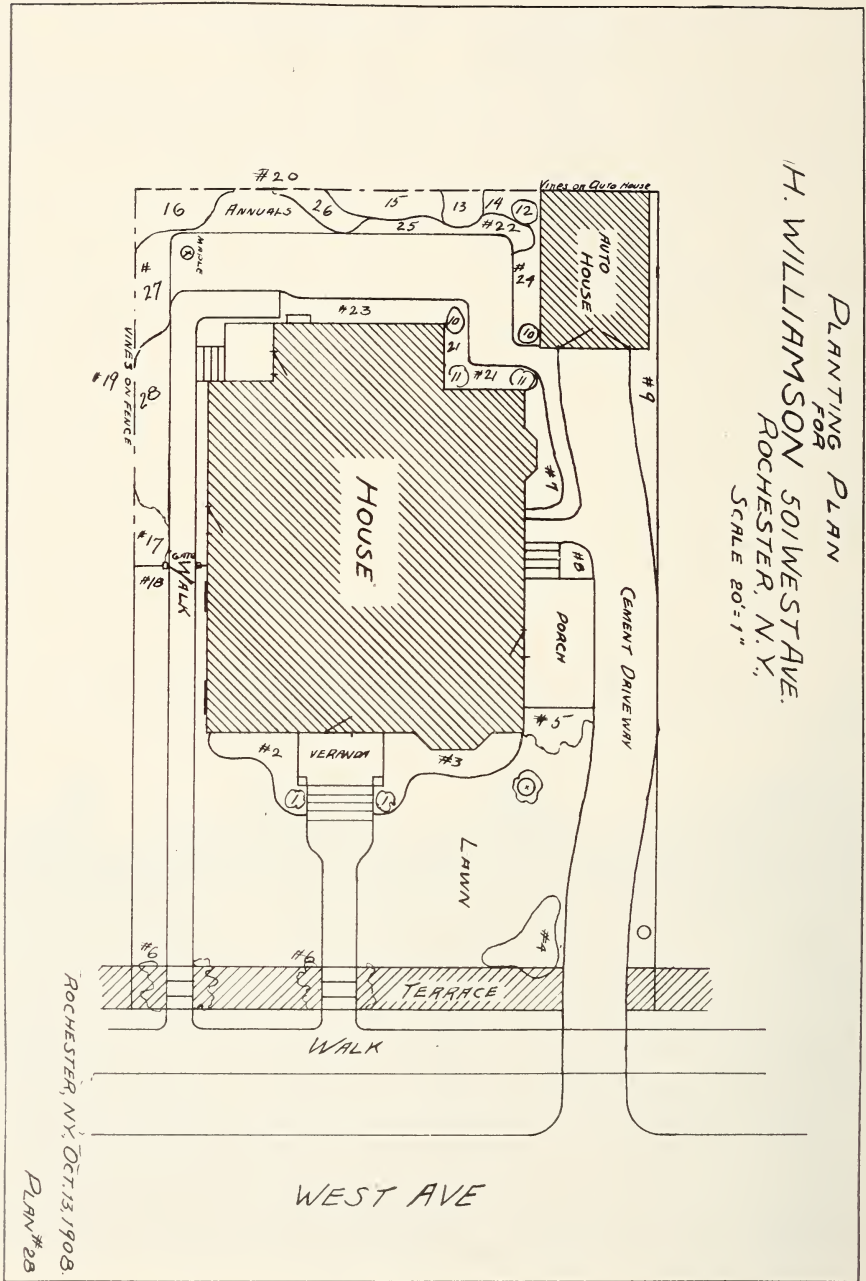 PLANTING PLAN
FOR
H. WILLIAMSON 501 WEST AVE.
ROCHESTER, N.Y.,
SCALE 20'=1"
#20
Vines on Auto House
16
ANNUALS
26
15
13
14
12
25
#22
MAPLE
#
27
#24
AUTO
HOUSE
#23
10
10
21
11
#21
11
#9
#19
VINES ON FENCE
28
#7
HOUSE
#17
GATE
#18
WALK
#8
PORCH
CEMENT DRIVEWAY
#5
#2
VERANDA
#3
1
1
LAWN
#4
#6
#6
TERRACE
WALK
WEST AVE
ROCHESTER, N.Y. OCT. 13, 1908.
PLAN #28